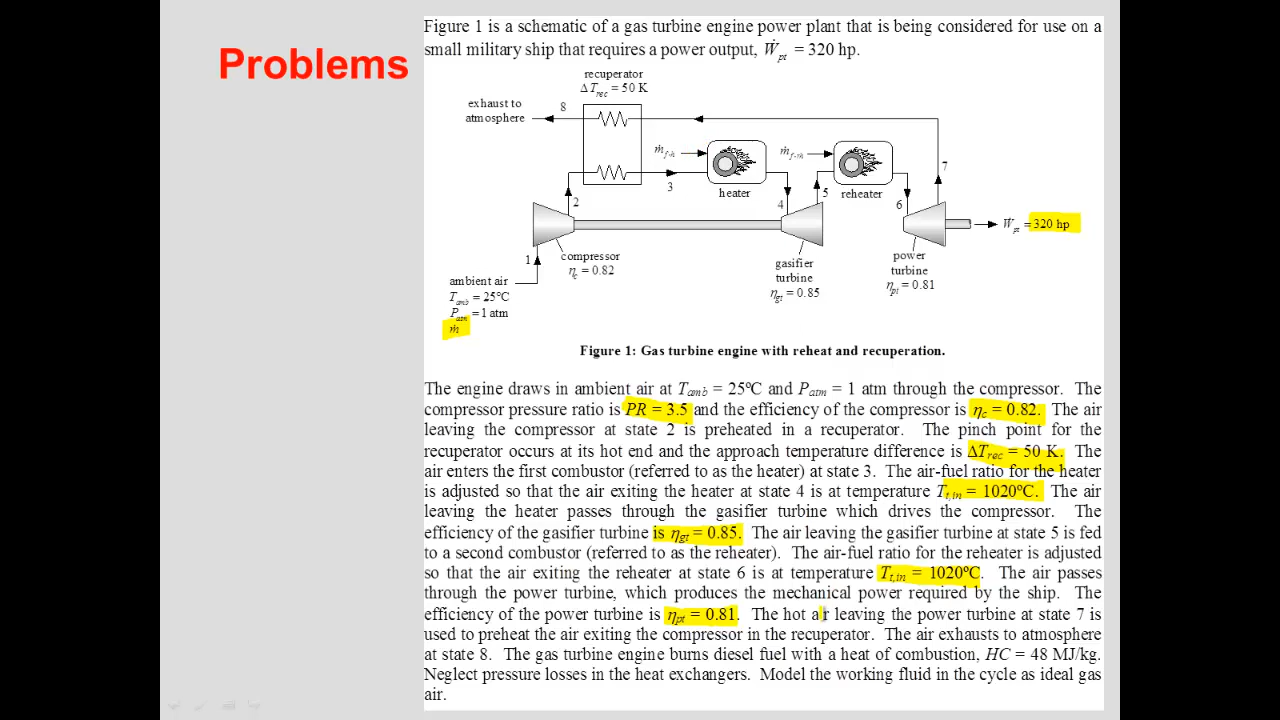 Problems
Figure 1 is a schematic of a gas turbine engine power plant that is being considered for use on a
small military ship that requires a power output, Ẇpt = 320 hp.
recuperator
ΔTrec = 50 K
exhaust to
atmosphere
8
ṁf,h
ṁf,rh
7
3
heater
5
reheater
2
4
6
Ẇpt = 320 hp
compressor
ηc = 0.82
1
gasifier
turbine
ηgt = 0.85
power
turbine
ηpt = 0.81
ambient air
Tamb = 25°C
Patm = 1 atm
ṁ
Figure 1: Gas turbine engine with reheat and recuperation.
The engine draws in ambient air at Tamb = 25°C and Patm = 1 atm through the compressor. The
compressor pressure ratio is PR = 3.5 and the efficiency of the compressor is ηc = 0.82. The air
leaving the compressor at state 2 is preheated in a recuperator. The pinch point for the
recuperator occurs at its hot end and the approach temperature difference is ΔTrec = 50 K. The
air enters the first combustor (referred to as the heater) at state 3. The air-fuel ratio for the heater
is adjusted so that the air exiting the heater at state 4 is at temperature Tt,in = 1020°C. The air
leaving the heater passes through the gasifier turbine which drives the compressor. The
efficiency of the gasifier turbine is ηgt = 0.85. The air leaving the gasifier turbine at state 5 is fed
to a second combustor (referred to as the reheater). The air-fuel ratio for the reheater is adjusted
so that the air exiting the reheater at state 6 is at temperature Tt,in = 1020°C. The air passes
through the power turbine, which produces the mechanical power required by the ship. The
efficiency of the power turbine is ηpt = 0.81. The hot air leaving the power turbine at state 7 is
used to preheat the air exiting the compressor in the recuperator. The air exhausts to atmosphere
at state 8. The gas turbine engine burns diesel fuel with a heat of combustion, HC = 48 MJ/kg.
Neglect pressure losses in the heat exchangers. Model the working fluid in the cycle as ideal gas
air.